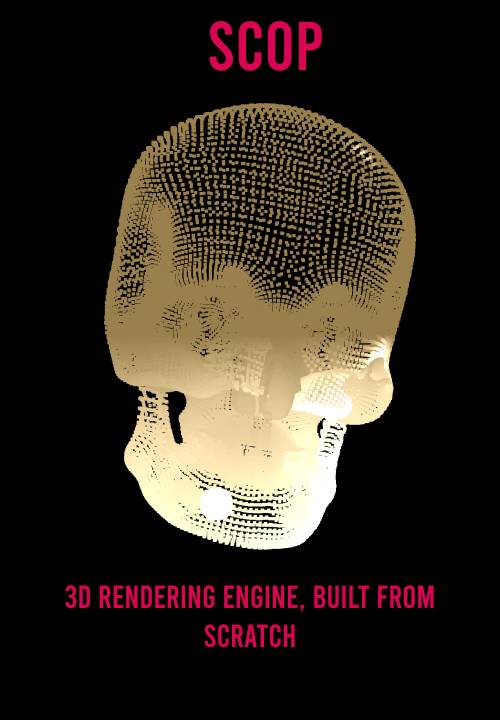 SCOP
3D RENDERING ENGINE, BUILT FROM
SCRATCH